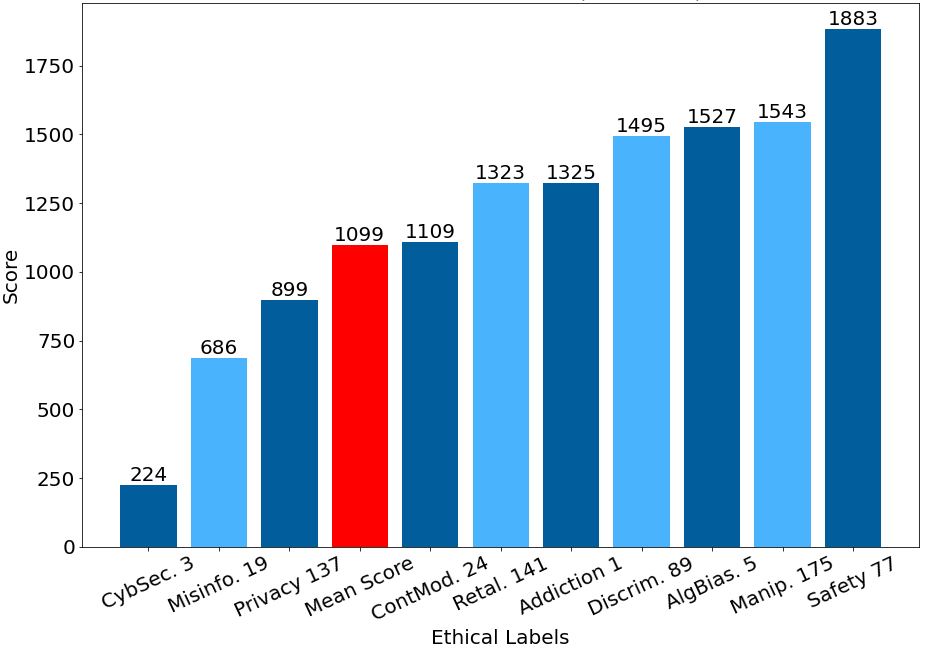 1883
1750
1543
1527
1495
1500
1323 1325
1250
1099 1109
1000
899
750
686
500
250
224
0
Score
CybSec. 3
Misinfo. 19
Privacy 137
Mean Score
ContMod. 24
Retal. 141
Addiction 1
Discrim. 89
AlgBias. 5
Manip. 175
Safety 77
Ethical Labels